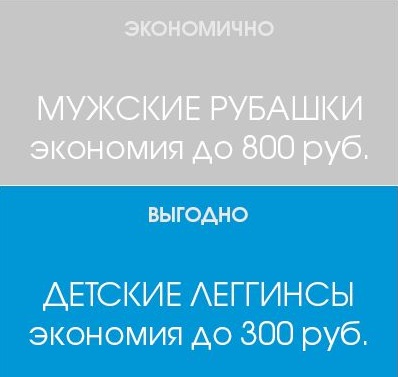 ЭКОНОМИЧНО
МУЖСКИЕ РУБАШКИ
экономия до 800 руб.
ВЫГОДНО
ДЕТСКИЕ ЛЕГГИНСЫ
экономия до 300 руб.